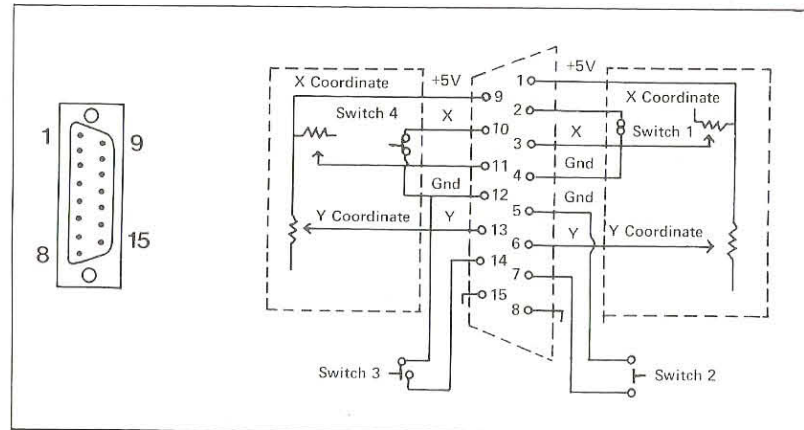 1
9
8
15
X Coordinate
+5V
Switch 4
X
Gnd
Y Coordinate
Y
9
10
11
12
13
14
15
Switch 3
1
2
3
4
5
6
7
8
+5V
X Coordinate
X
Switch 1
Gnd
Gnd
Y
Y Coordinate
Switch 2